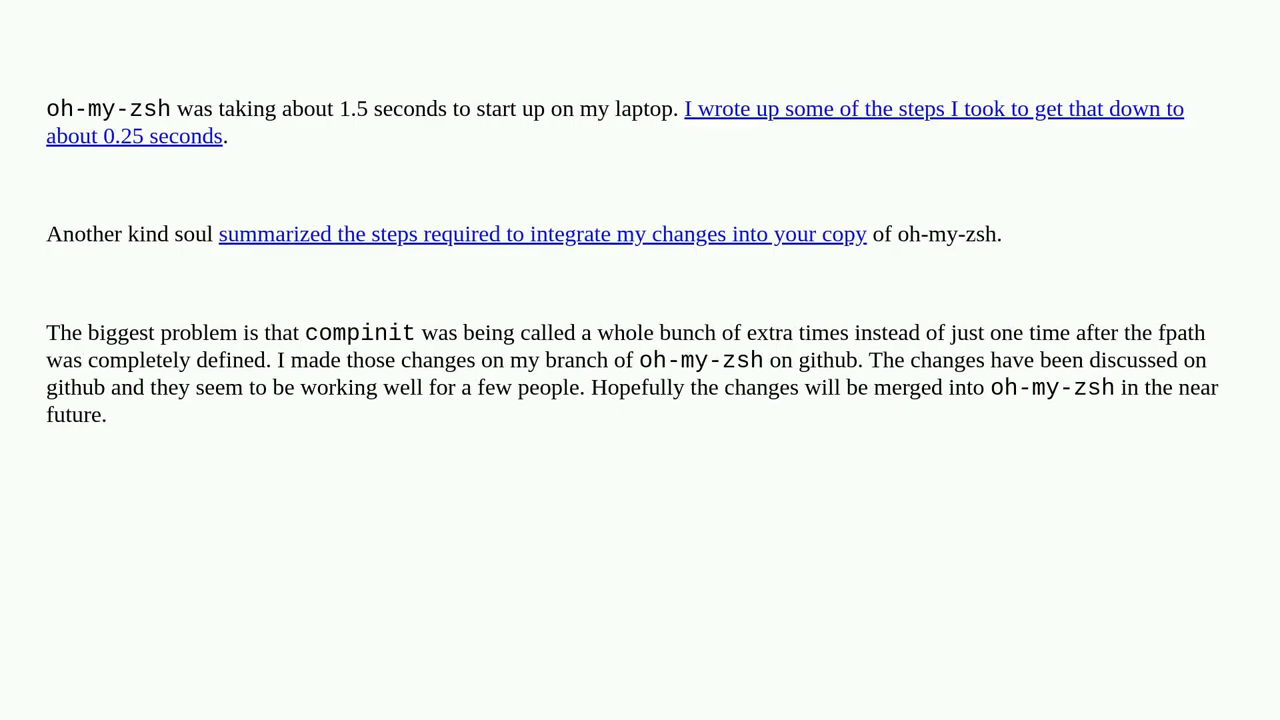 oh-my-zsh was taking about 1.5 seconds to start up on my laptop. I wrote up some of the steps I took to get that down to
about 0.25 seconds.
Another kind soul summarized the steps required to integrate my changes into your copy of oh-my-zsh.
The biggest problem is that compinit was being called a whole bunch of extra times instead of just one time after the fpath
was completely defined. I made those changes on my branch of oh-my-zsh on github. The changes have been discussed on
github and they seem to be working well for a few people. Hopefully the changes will be merged into oh-my-zsh in the near
future.